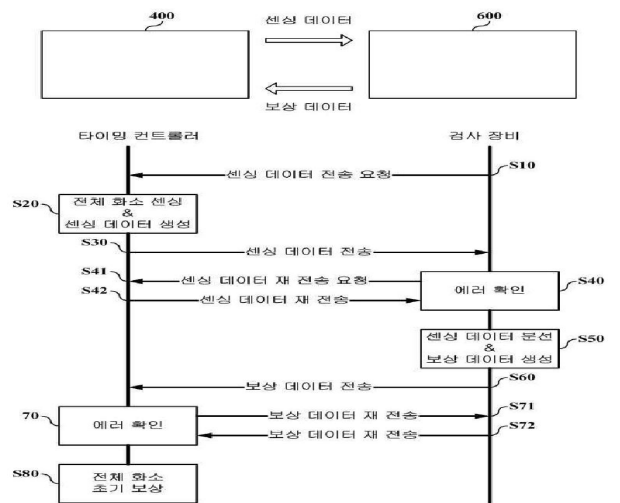 400
센싱 데이터
600
보상 데이터
타이밍 컨트롤러
검사 장비
센싱 데이터 전송 요청
S10
S20
전체 화소 센싱
&
센싱 데이터 생성
S30
센싱 데이터 전송
S41
센싱 데이터 재 전송 요청
S42
센싱 데이터 재 전송
에러 확인
S40
센싱 데이터 분선
&
보상 데이터 생성
S50
보상 데이터 전송
S60
70
에러 확인
보상 데이터 재 전송
S71
보상 데이터 재 전송
S72
S80
전체 화소
초기 보상